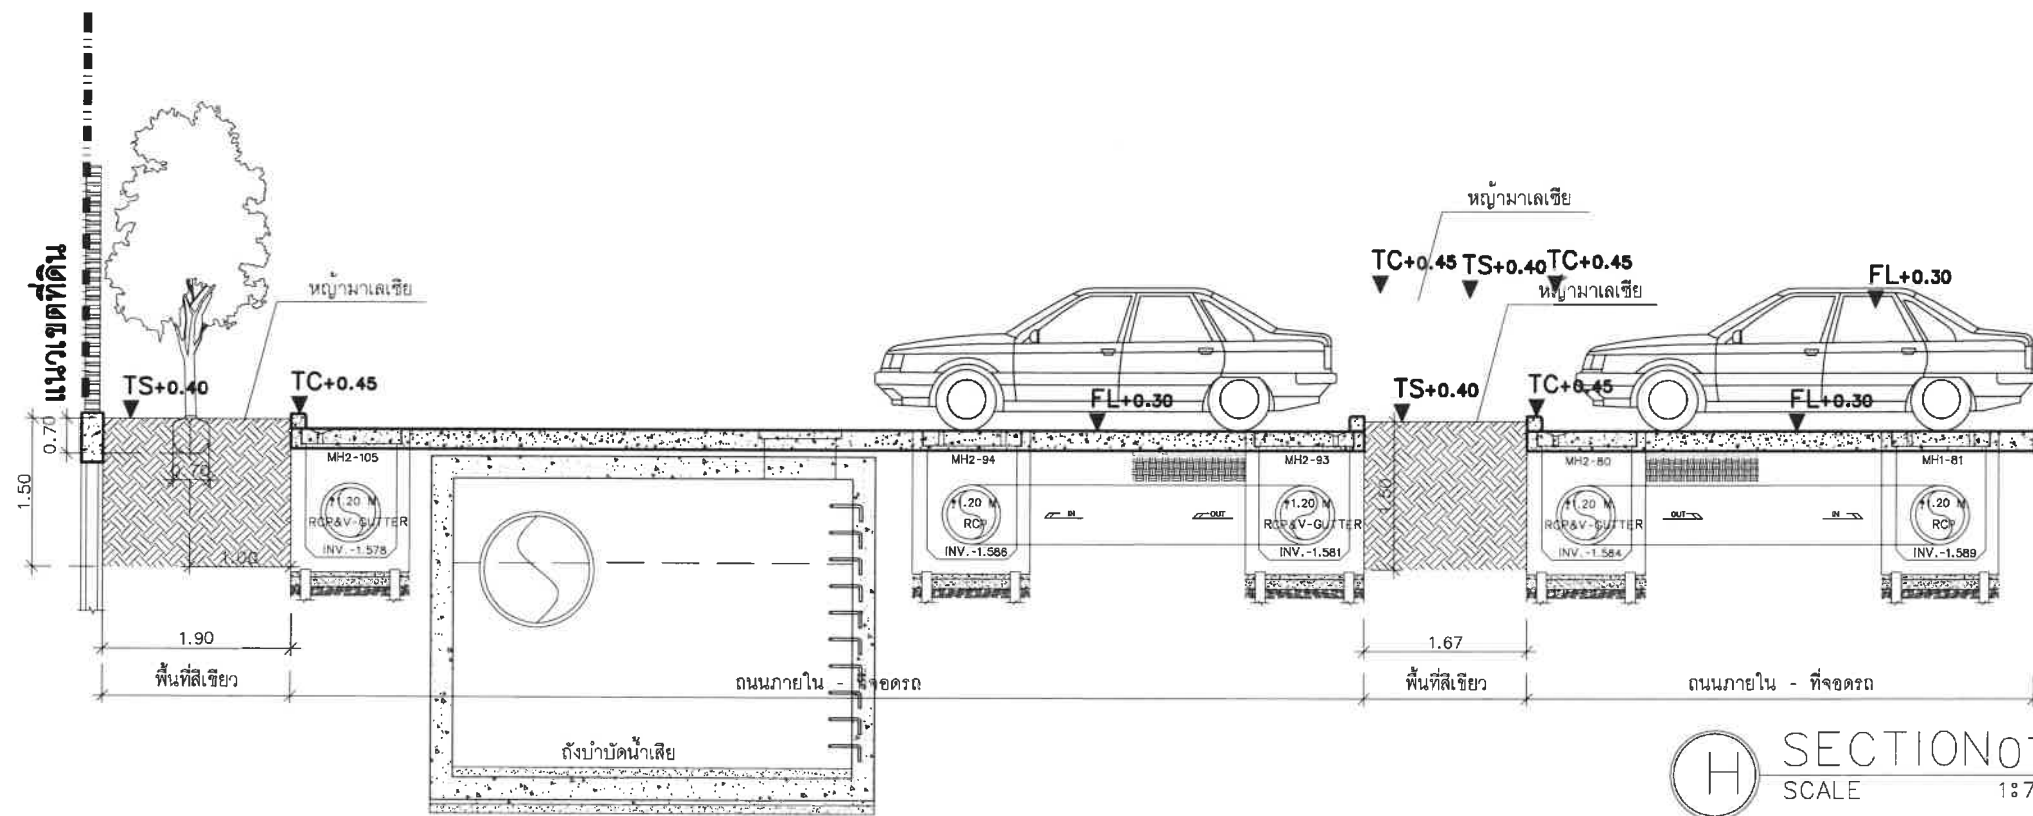 หญ้ามาเลเซีย
TC+0.45 TS+0.40 TC+0.45
FL+0.30
แนวเขตที่ดิน
หญ้ามาเลเซีย
หญ้ามาเลเซีย
TS+0.40
TC+0.45
FL+0.30
TS+0.40
TC+0.45
FL+0.30
0.70
1.50
0.70
1.00
1.50
MH2-105
MH2-94
MH2-93
MH2-80
MH1-81
1.20 M
RCP&V-GUTTER
INV.-1.578
1.20 M
RCP
INV.-1.586
IN
OUT
1.20 M
RCP&V-GUTTER
INV.-1.581
1.20 M
RCP&V-GUTTER
INV.-1.584
OUT
IN
1.20 M
RCP
INV.-1.589
1.90
1.67
พื้นที่สีเขียว
ถนนภายใน - ที่จอดรถ
พื้นที่สีเขียว
ถนนภายใน - ที่จอดรถ
ถังบำบัดน้ำเสีย
H
SECTION
SCALE 1:7